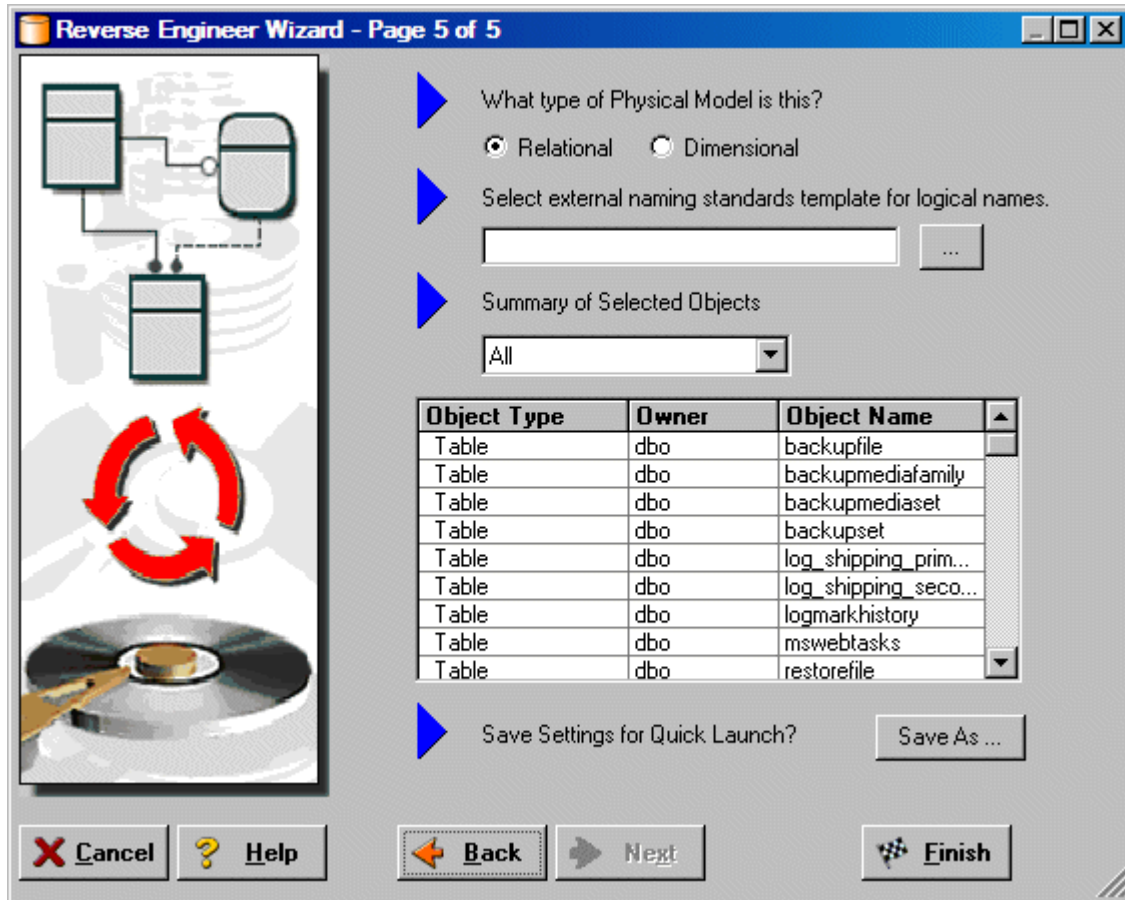 Reverse Engineer Wizard - Page 5 of 5
What type of Physical Model is this?
Relational Dimensional
Select external naming standards template for logical names.
...
Summary of Selected Objects
All
Object Type Owner Object Name
Table dbo backupfile
Table dbo backupmediafamily
Table dbo backupmediaset
Table dbo backupset
Table dbo log_shipping_prim...
Table dbo log_shipping_seco...
Table dbo logmarkhistory
Table dbo mswebtasks
Table dbo restorefile
Save Settings for Quick Launch? Save As ...
Cancel Help Back Next Finish